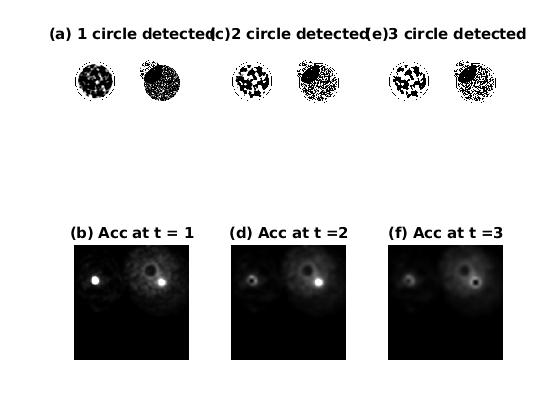 (a) 1 circle detected
(c)2 circle detected
(e)3 circle detected
(b) Acc at t = 1
(d) Acc at t =2
(f) Acc at t =3